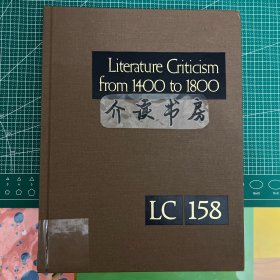 Literature Criticism
from 1400 to 1800
介读书房
LC 158